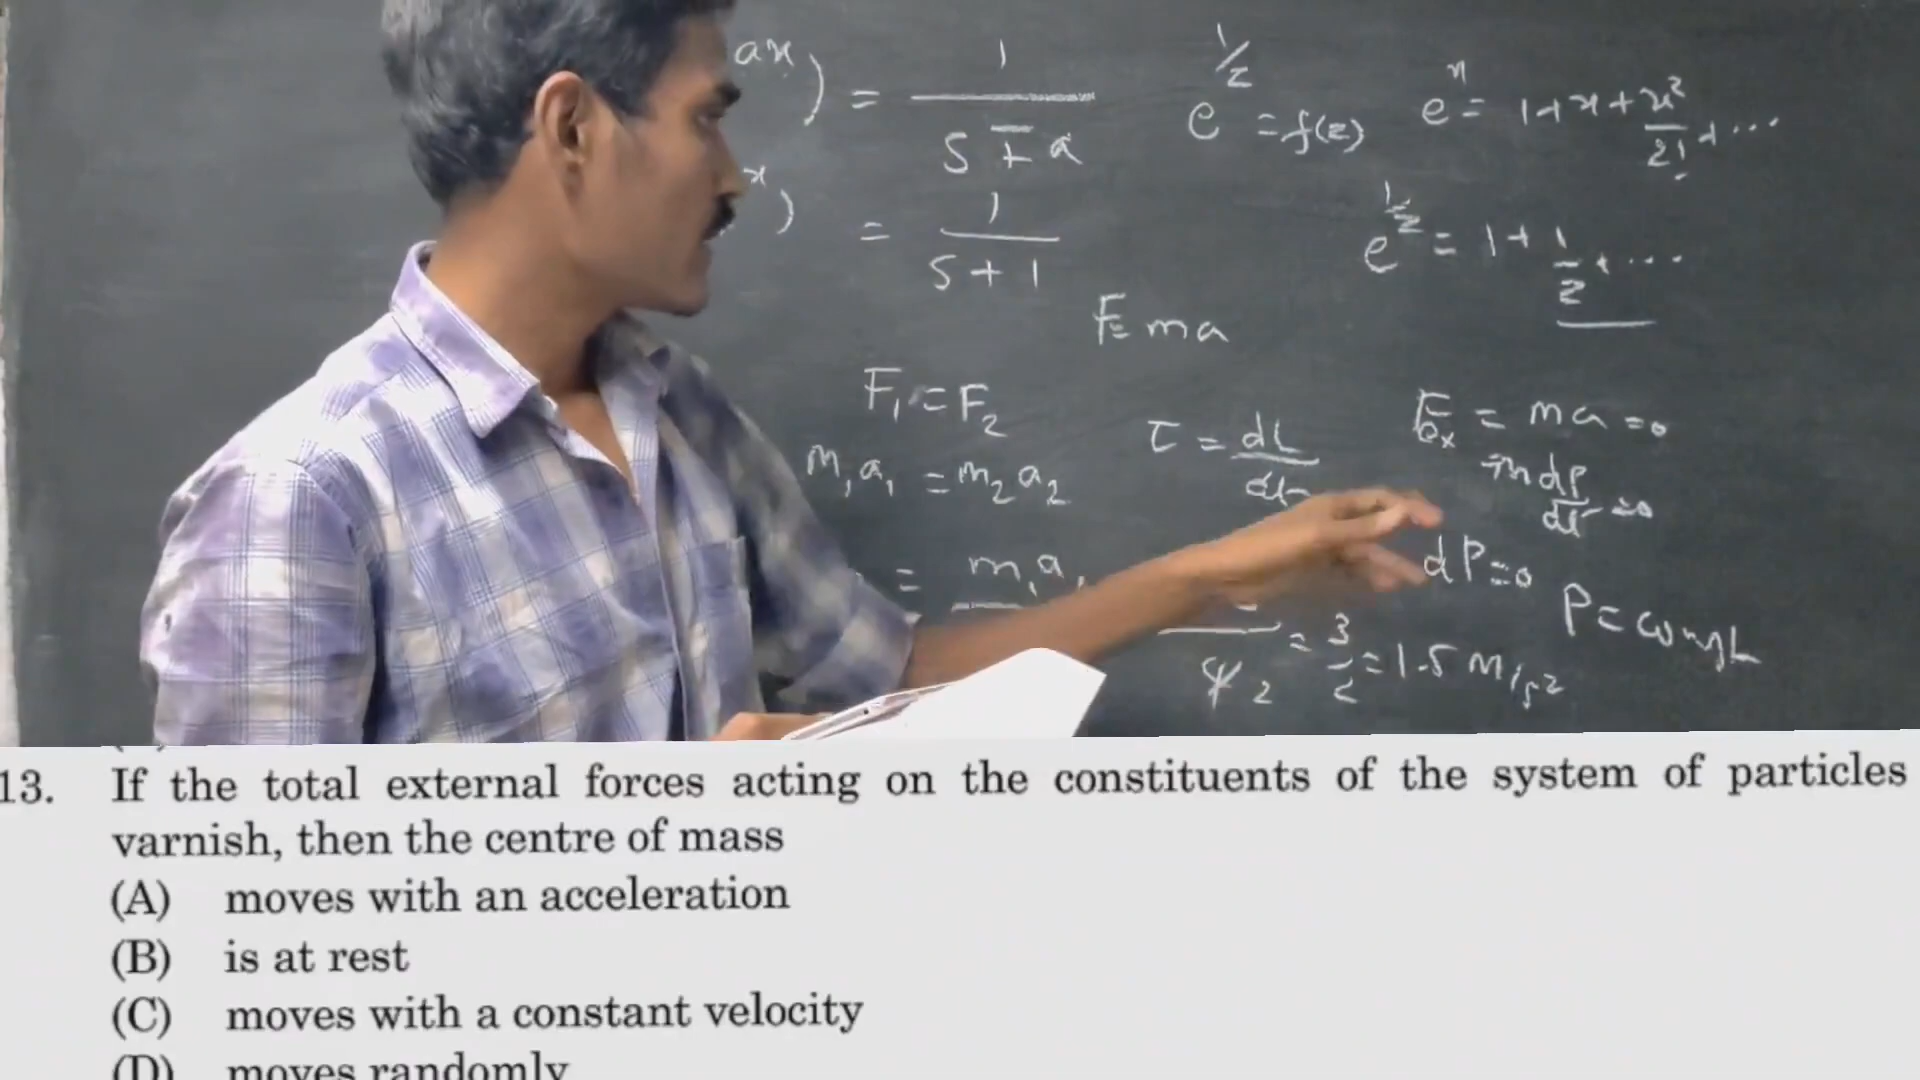 ax) = 1 / s ∓ a
x) = 1 / s + 1
e^1/z = f(z)
e^x = 1 + x + x²/2! + ...
e^1/z = 1 + 1/z + ...
F = ma
F₁ = F₂
m₁a₁ = m₂a₂
= m₁a₁
τ = dL/dt
F ex = ma = 0
dP/dt = 0
dP = 0
P = const
= 3/2 = 1.5 m/s²
13. If the total external forces acting on the constituents of the system of particles
varnish, then the centre of mass
(A) moves with an acceleration
(B) is at rest
(C) moves with a constant velocity
(D) moves randomly